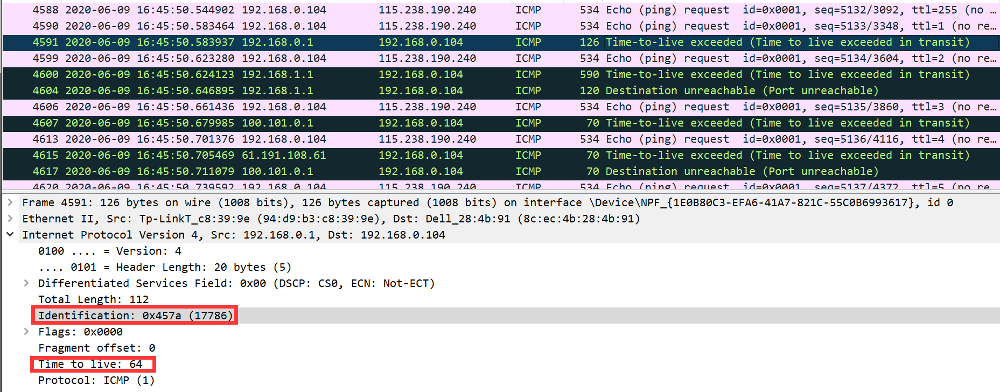 4588 2020-06-09 16:45:50.544902 192.168.0.104 115.238.190.240 ICMP 534 Echo (ping) request id=0x0001, seq=5132/3092, ttl=255 (no …
4590 2020-06-09 16:45:50.583464 192.168.0.104 115.238.190.240 ICMP 534 Echo (ping) request id=0x0001, seq=5133/3348, ttl=1 (no re…
4591 2020-06-09 16:45:50.583937 192.168.0.1 192.168.0.104 ICMP 126 Time-to-live exceeded (Time to live exceeded in transit)
4599 2020-06-09 16:45:50.623280 192.168.0.104 115.238.190.240 ICMP 534 Echo (ping) request id=0x0001, seq=5134/3604, ttl=2 (no re…
4600 2020-06-09 16:45:50.624123 192.168.1.1 192.168.0.104 ICMP 590 Time-to-live exceeded (Time to live exceeded in transit)
4604 2020-06-09 16:45:50.646895 192.168.1.1 192.168.0.104 ICMP 120 Destination unreachable (Port unreachable)
4606 2020-06-09 16:45:50.661436 192.168.0.104 115.238.190.240 ICMP 534 Echo (ping) request id=0x0001, seq=5135/3860, ttl=3 (no re…
4607 2020-06-09 16:45:50.679985 100.101.0.1 192.168.0.104 ICMP 70 Time-to-live exceeded (Time to live exceeded in transit)
4613 2020-06-09 16:45:50.701376 192.168.0.104 115.238.190.240 ICMP 534 Echo (ping) request id=0x0001, seq=5136/4116, ttl=4 (no re…
4615 2020-06-09 16:45:50.705469 61.191.108.61 192.168.0.104 ICMP 70 Time-to-live exceeded (Time to live exceeded in transit)
4617 2020-06-09 16:45:50.711079 100.101.0.1 192.168.0.104 ICMP 70 Destination unreachable (Port unreachable)
4620 2020-06-09 16:45:50.739592 192.168.0.104 115.238.190.240 ICMP 534 Echo (ping) request id=0x0001, seq=5137/4372, ttl=5 (no re…
Frame 4591: 126 bytes on wire (1008 bits), 126 bytes captured (1008 bits) on interface \Device\NPF_{1E0B80C3-EFA6-41A7-821C-55C0B6993617}, id 0
Ethernet II, Src: Tp-LinkT_c8:39:9e (94:d9:b3:c8:39:9e), Dst: Dell_28:4b:91 (8c:ec:4b:28:4b:91)
Internet Protocol Version 4, Src: 192.168.0.1, Dst: 192.168.0.104
0100 .... = Version: 4
.... 0101 = Header Length: 20 bytes (5)
Differentiated Services Field: 0x00 (DSCP: CS0, ECN: Not-ECT)
Total Length: 112
Identification: 0x457a (17786)
Flags: 0x0000
Fragment offset: 0
Time to live: 64
Protocol: ICMP (1)